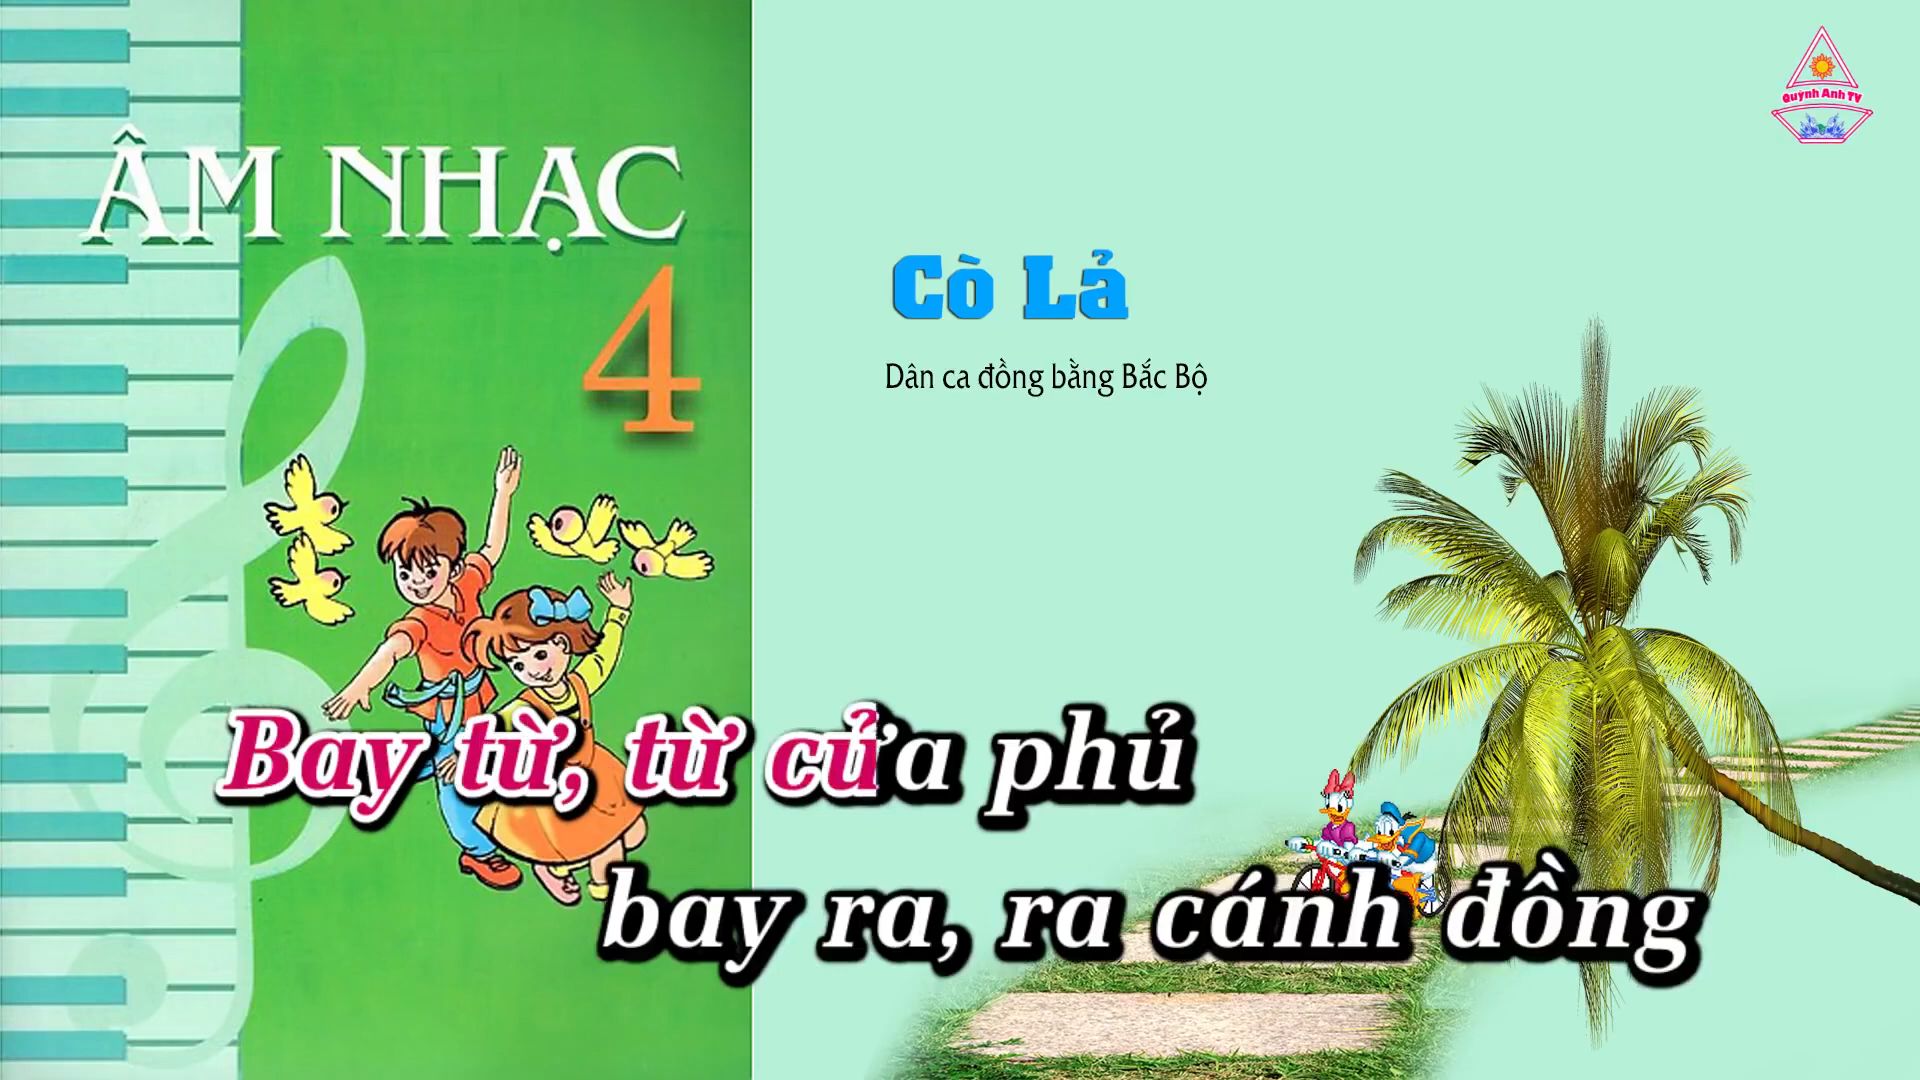 ÂM NHẠC
4
Quỳnh Anh TV
Cò Lả
Dân ca đồng bằng Bắc Bộ
Bay từ, từ cửa phủ
bay ra, ra cánh đồng